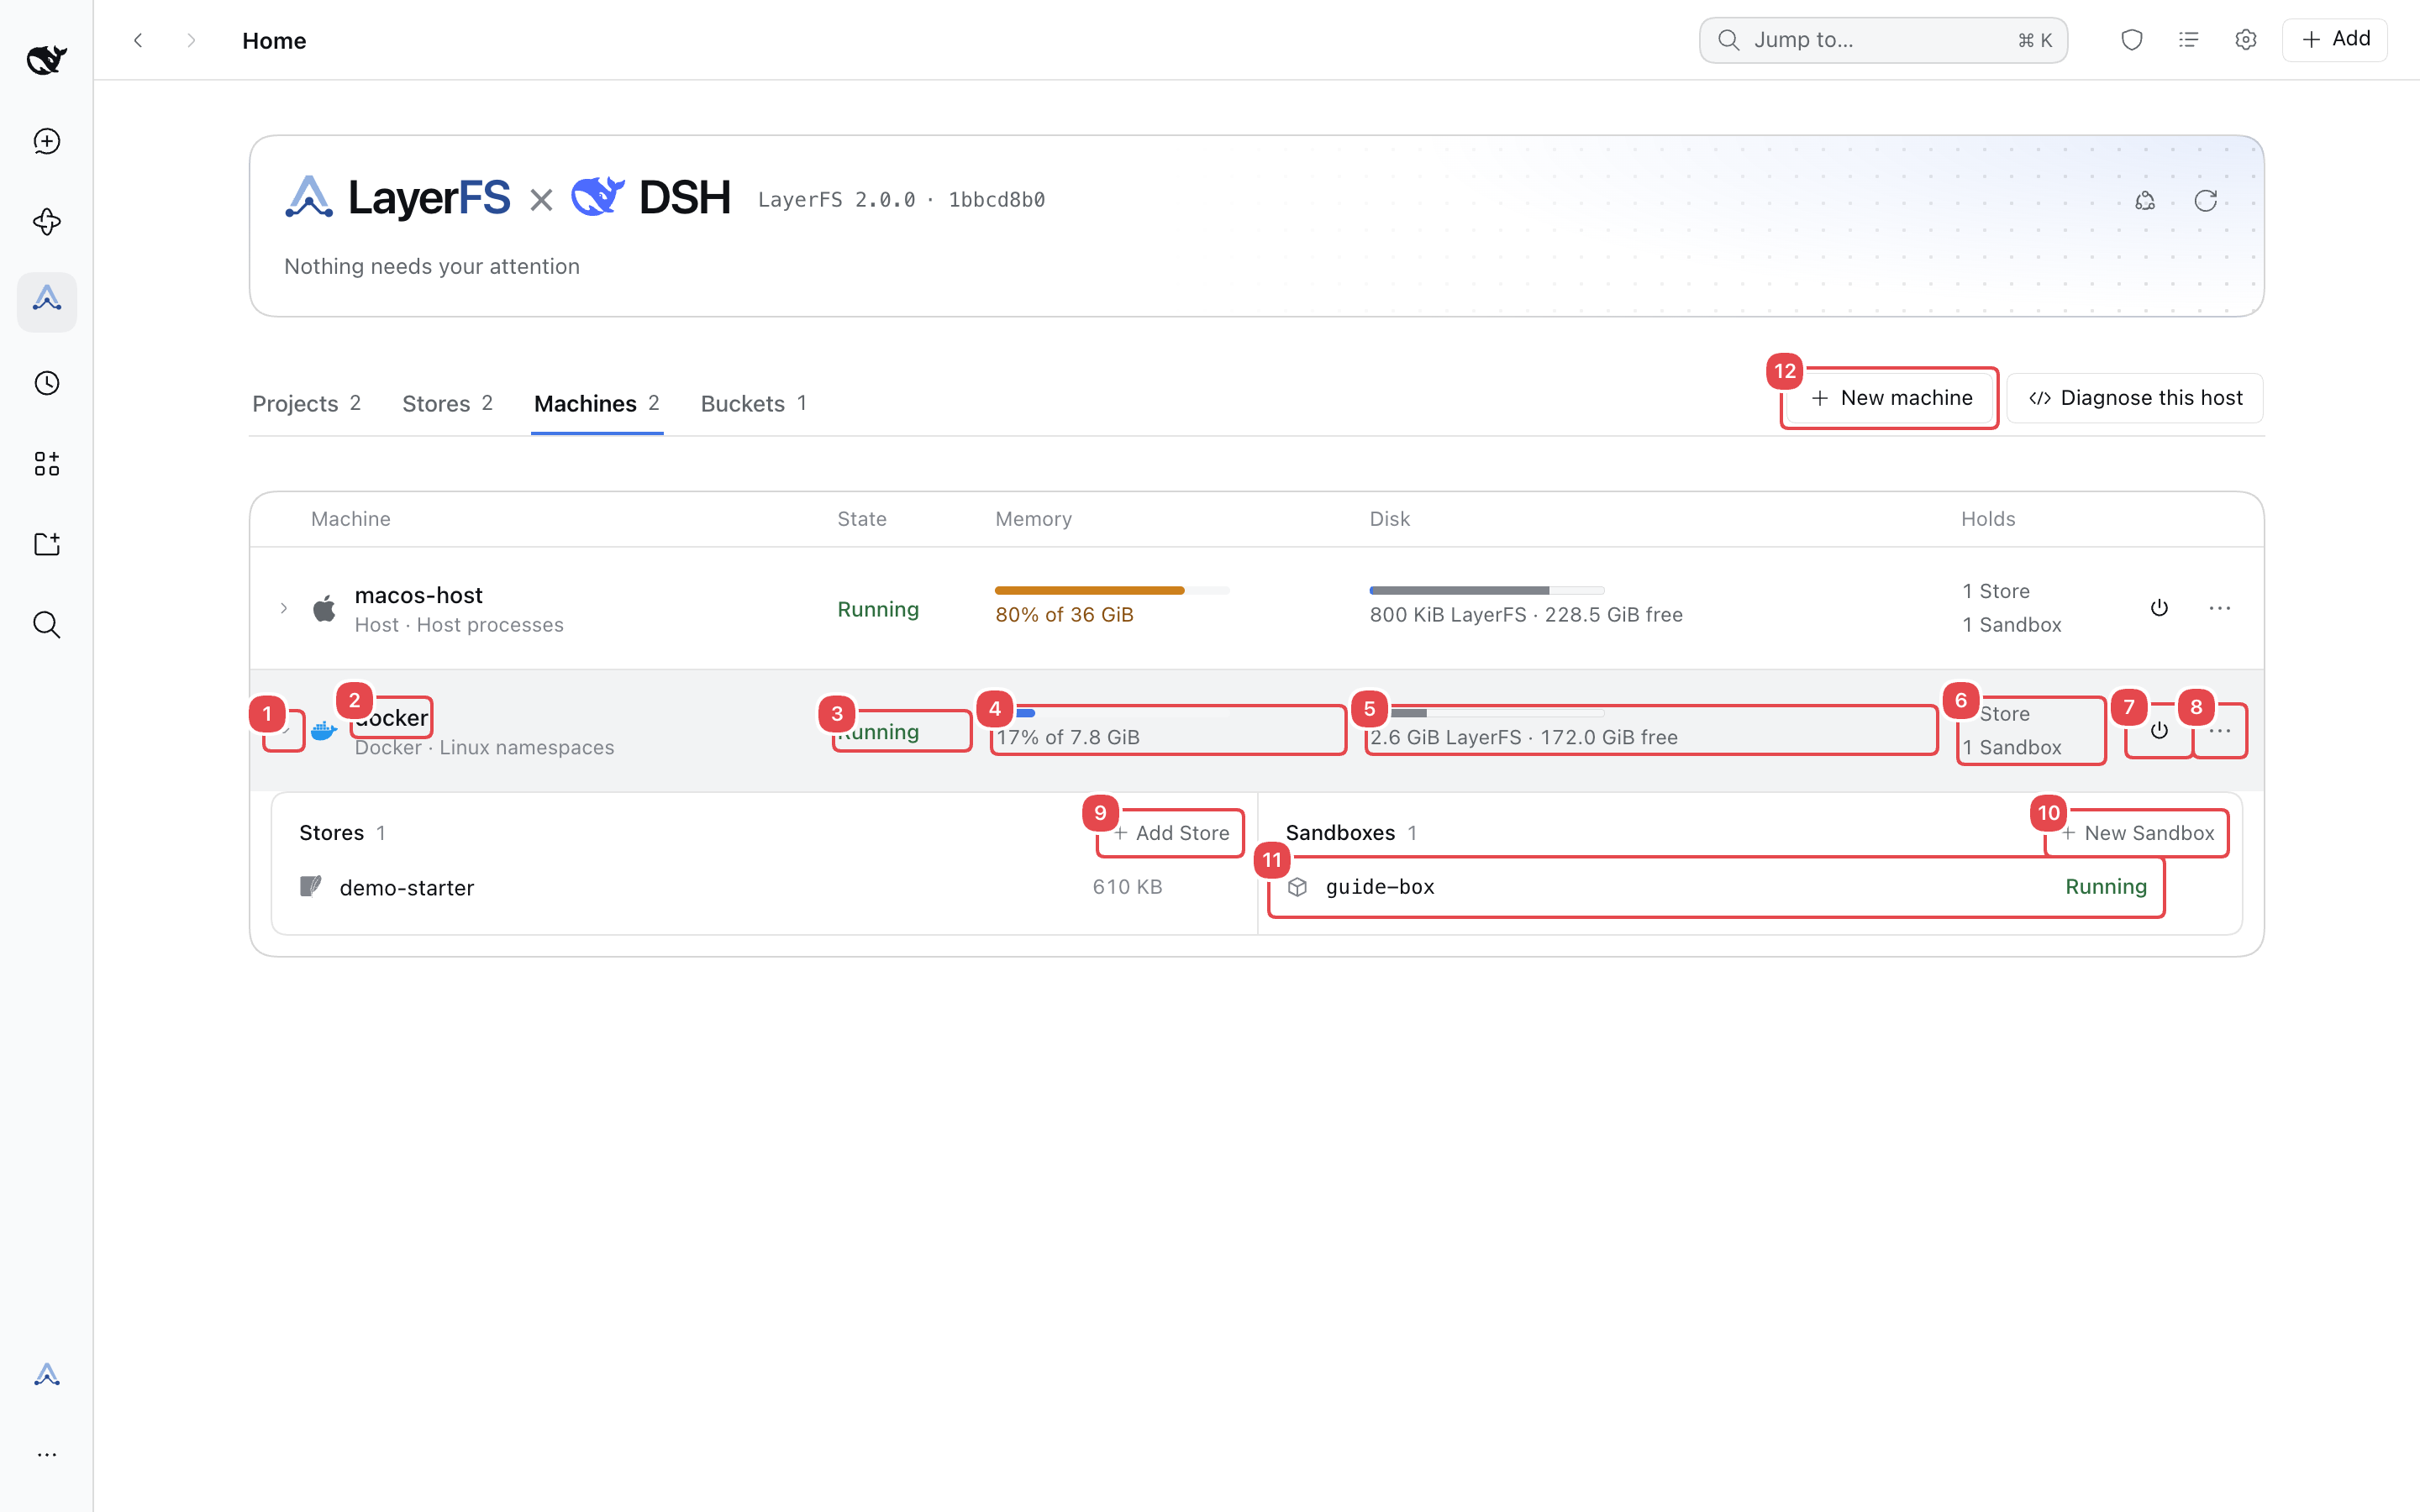 Home
Jump to...
⌘ K
+ Add
LayerFS × DSH LayerFS 2.0.0 · 1bbcd8b0
Nothing needs your attention
Projects 2
Stores 2
Machines 2
Buckets 1
12
+ New machine
</> Diagnose this host
Machine State Memory Disk Holds
macos-host
Host · Host processes
Running
80% of 36 GiB
800 KiB LayerFS · 228.5 GiB free
1 Store
1 Sandbox
1
2
docker
Docker · Linux namespaces
3
Running
4
17% of 7.8 GiB
5
2.6 GiB LayerFS · 172.0 GiB free
6
Store
1 Sandbox
7
8
Stores 1
9
+ Add Store
Sandboxes 1
10
+ New Sandbox
demo-starter
610 KB
11
guide-box
Running